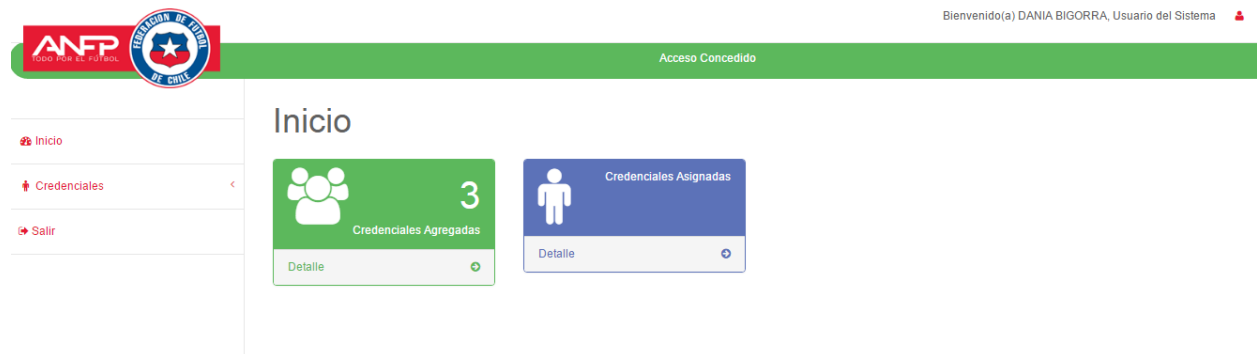 Bienvenido(a) DANIA BIGORRA, Usuario del Sistema
ANFP
TODO POR EL FÚTBOL
FEDERACION DE FUTBOL
DE CHILE
Acceso Concedido
Inicio
Credenciales
Salir
Inicio
3
Credenciales Agregadas
Detalle
Credenciales Asignadas
Detalle